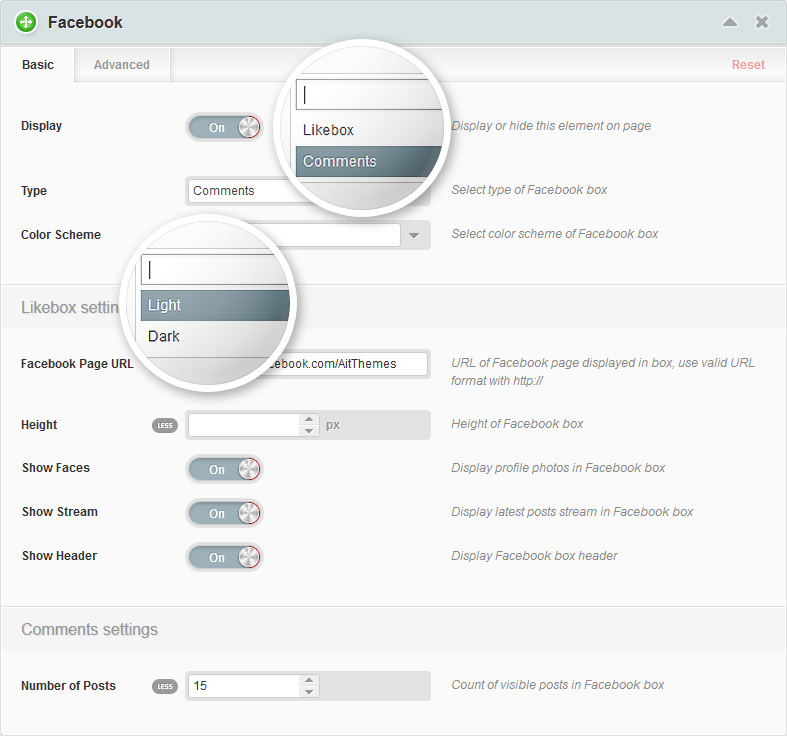 Facebook
Basic
Advanced
Reset
Display
On
Display or hide this element on page
Likebox
Comments
Type
Comments
Select type of Facebook box
Color Scheme
Select color scheme of Facebook box
Light
Dark
Likebox settin
Facebook Page URL
cebook.com/AitThemes
URL of Facebook page displayed in box, use valid URL
format with http://
Height
LESS
px
Height of Facebook box
Show Faces
On
Display profile photos in Facebook box
Show Stream
On
Display latest posts stream in Facebook box
Show Header
On
Display Facebook box header
Comments settings
Number of Posts
LESS
15
Count of visible posts in Facebook box